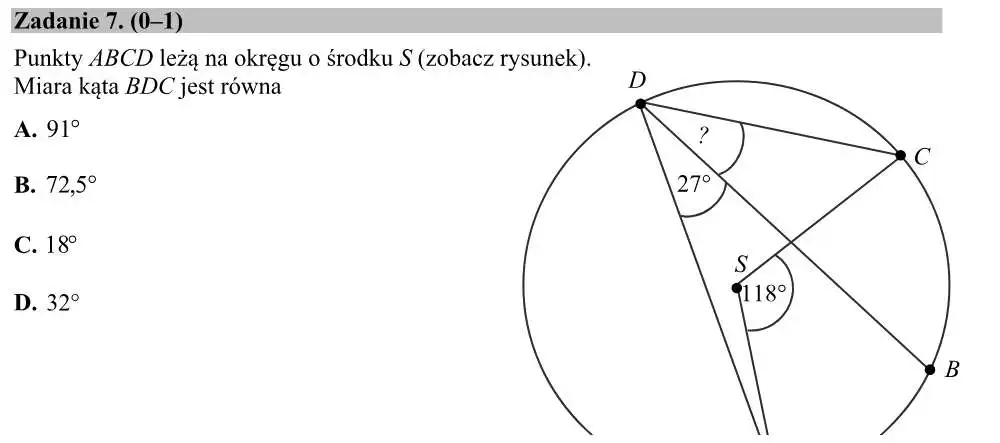 Zadanie 7. (0–1)
Punkty ABCD leżą na okręgu o środku S (zobacz rysunek).
Miara kąta BDC jest równa
A. 91°
B. 72,5°
C. 18°
D. 32°
D
?
C
27°
S
118°
B